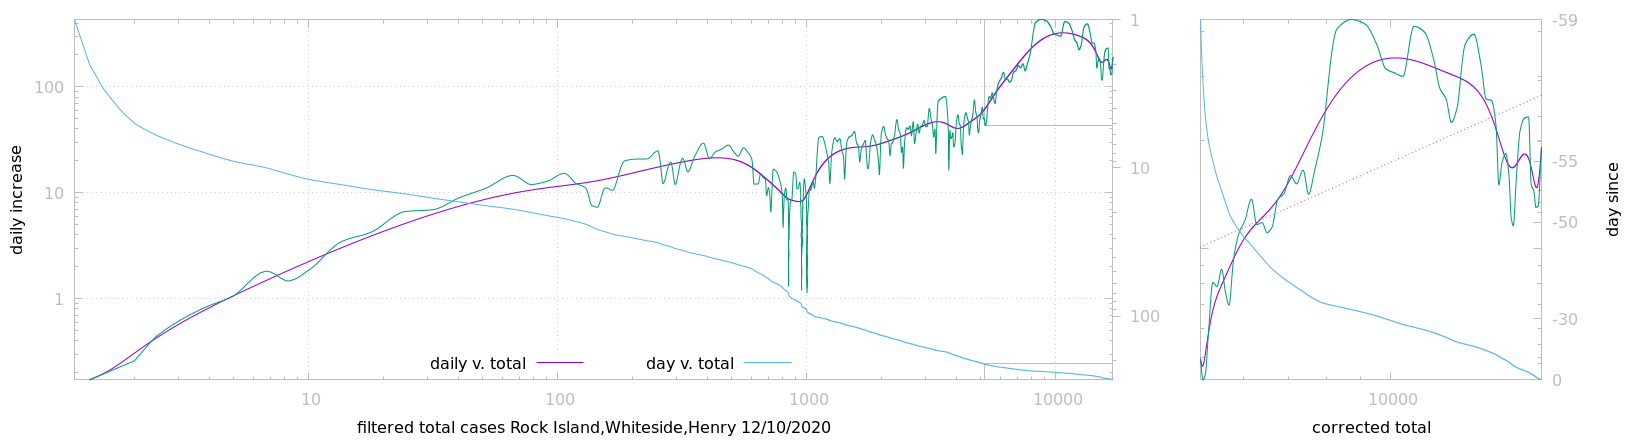 daily increase
100
10
1
daily v. total
day v. total
10
100
1000
10000
filtered total cases Rock Island,Whiteside,Henry 12/10/2020
1
10
100
-59
-55
-50
-30
0
day since
10000
corrected total